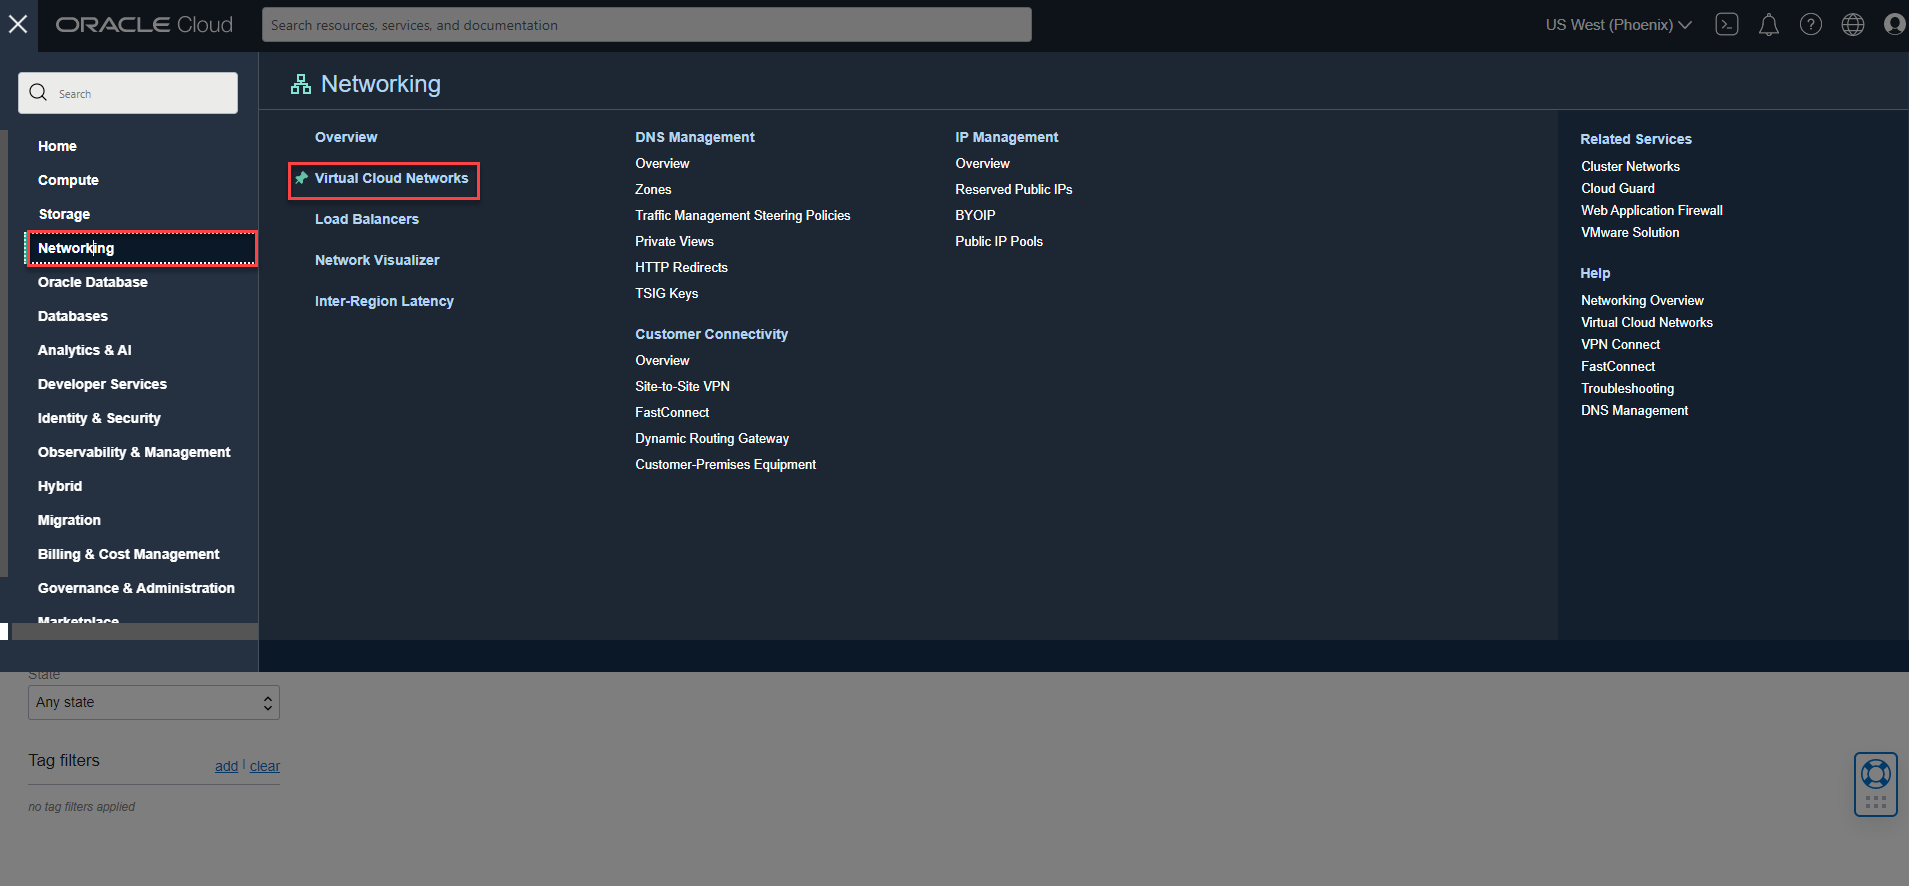 ORACLE Cloud
Search resources, services, and documentation
US West (Phoenix)
Search
Home
Compute
Storage
Networking
Oracle Database
Databases
Analytics & AI
Developer Services
Identity & Security
Observability & Management
Hybrid
Migration
Billing & Cost Management
Governance & Administration
Marketplace
Networking
Overview
Virtual Cloud Networks
Load Balancers
Network Visualizer
Inter-Region Latency
DNS Management
Overview
Zones
Traffic Management Steering Policies
Private Views
HTTP Redirects
TSIG Keys
Customer Connectivity
Overview
Site-to-Site VPN
FastConnect
Dynamic Routing Gateway
Customer-Premises Equipment
IP Management
Overview
Reserved Public IPs
BYOIP
Public IP Pools
Related Services
Cluster Networks
Cloud Guard
Web Application Firewall
VMware Solution
Help
Networking Overview
Virtual Cloud Networks
VPN Connect
FastConnect
Troubleshooting
DNS Management
State
Any state
Tag filters
add | clear
no tag filters applied